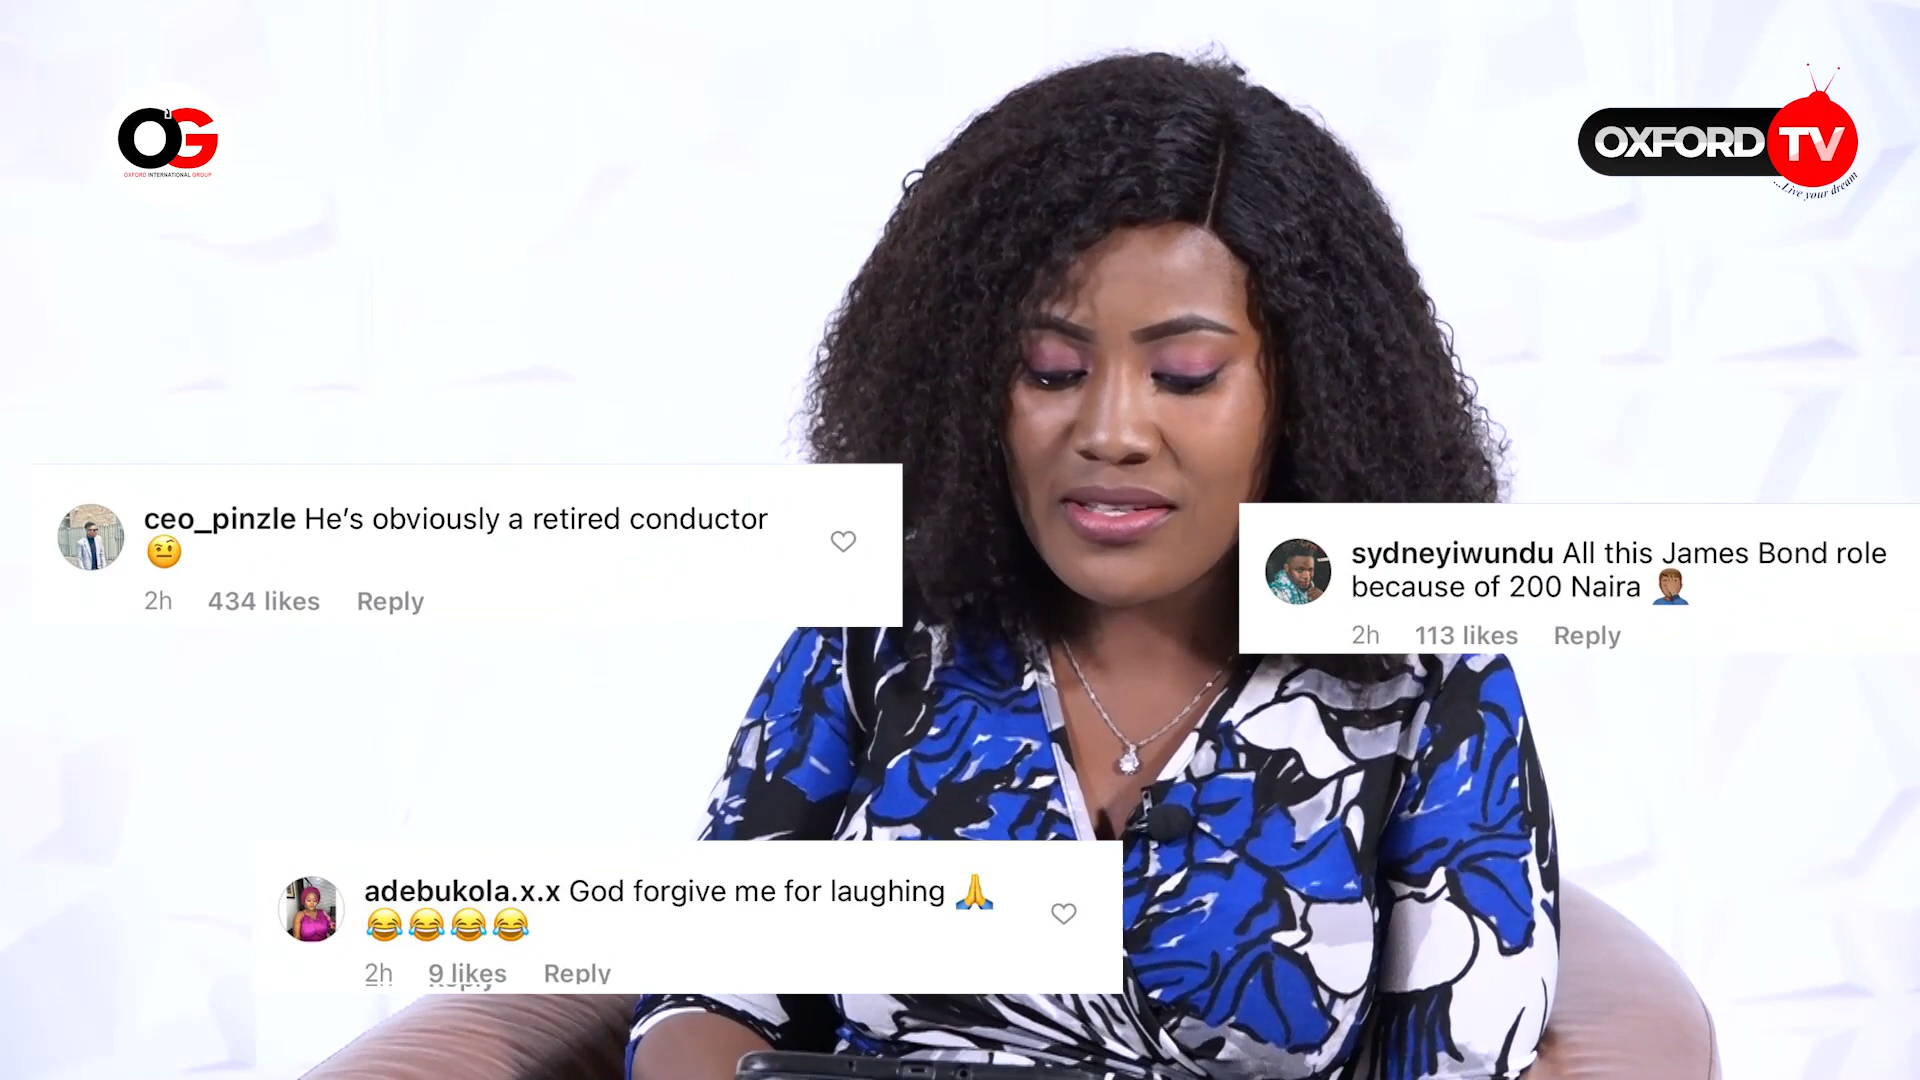 O'G
OXFORD INTERNATIONAL GROUP
OXFORD TV
...Live your dream
ceo_pinzle He's obviously a retired conductor
🤨
2h 434 likes Reply
sydneyiwundu All this James Bond role
because of 200 Naira 🤦🏾‍♂️
2h 113 likes Reply
adebukola.x.x God forgive me for laughing 🙏
😂😂😂😂
2h 9 likes Reply